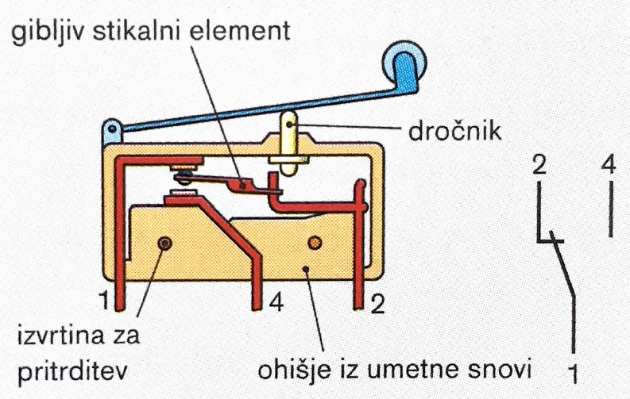 gibljiv stikalni element
dročnik
2 4
1 4 2
izvrtina za
pritrditev
ohišje iz umetne snovi
1